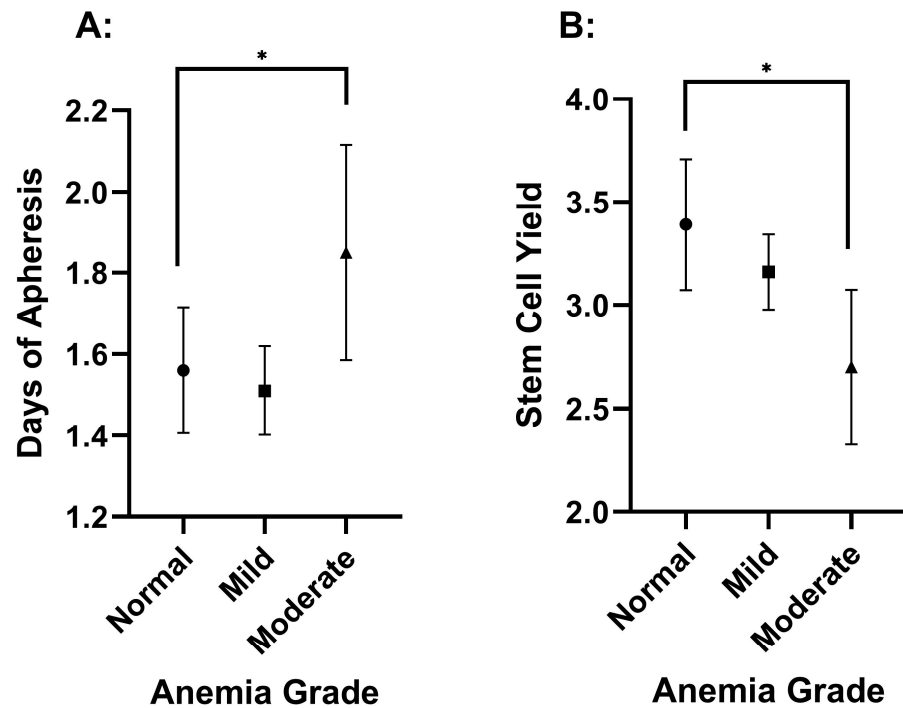 A:
*
2.2
2.0
1.8
1.6
1.4
1.2
Days of Apheresis
Normal
Mild
Moderate
Anemia Grade
B:
*
4.0
3.5
3.0
2.5
2.0
Stem Cell Yield
Normal
Mild
Moderate
Anemia Grade